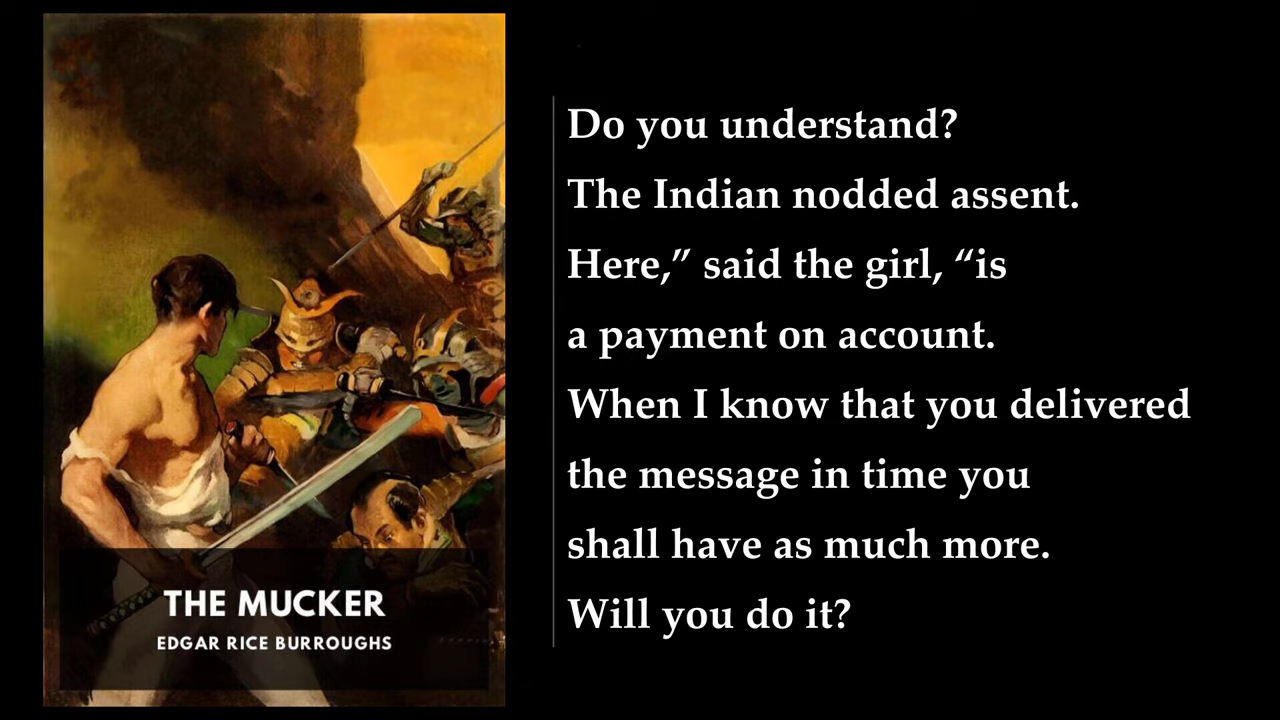 THE MUCKER
EDGAR RICE BURROUGHS
Do you understand?
The Indian nodded assent.
Here,” said the girl, “is
a payment on account.
When I know that you delivered
the message in time you
shall have as much more.
Will you do it?